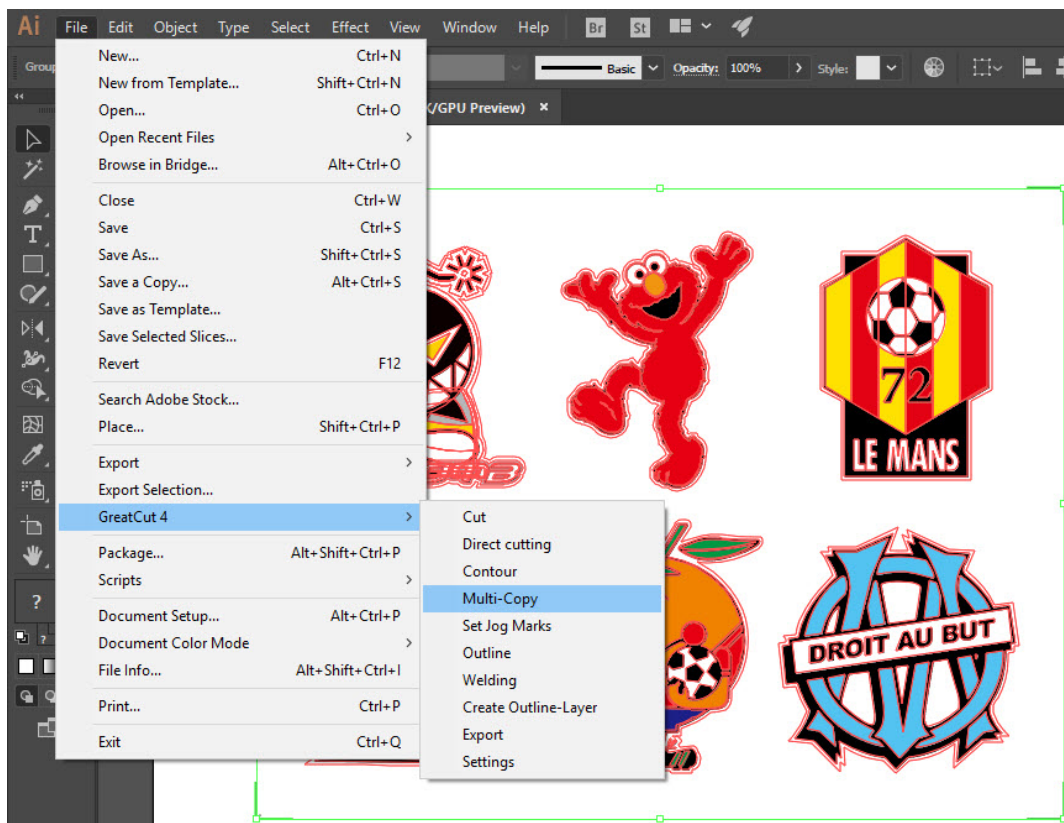 Ai File Edit Object Type Select Effect View Window Help Br St
Group Basic Opacity: 100% Style:
/GPU Preview) ×
New... Ctrl+N
New from Template... Shift+Ctrl+N
Open... Ctrl+O
Open Recent Files
Browse in Bridge... Alt+Ctrl+O
Close Ctrl+W
Save Ctrl+S
Save As... Shift+Ctrl+S
Save a Copy... Alt+Ctrl+S
Save as Template...
Save Selected Slices...
Revert F12
Search Adobe Stock...
Place... Shift+Ctrl+P
Export
Export Selection...
GreatCut 4
Package... Alt+Shift+Ctrl+P
Scripts
Document Setup... Alt+Ctrl+P
Document Color Mode
File Info... Alt+Shift+Ctrl+I
Print... Ctrl+P
Exit Ctrl+Q
Cut
Direct cutting
Contour
Multi-Copy
Set Jog Marks
Outline
Welding
Create Outline-Layer
Export
Settings
72
LE MANS
DROIT AU BUT